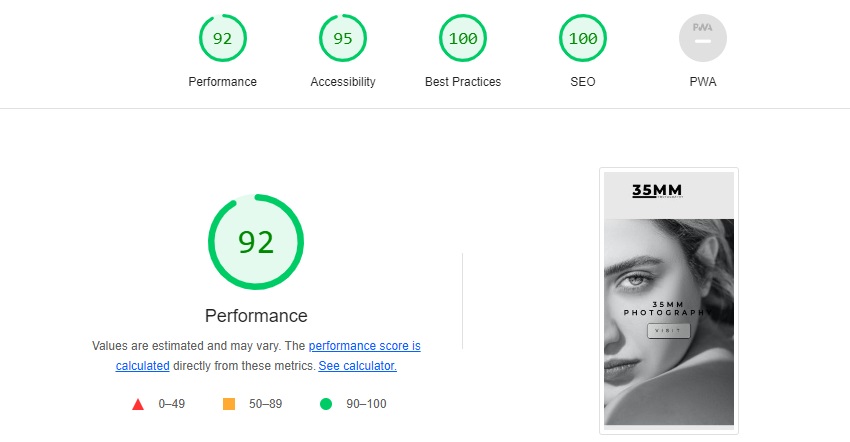 92
95
100
100
PWA
Performance
Accessibility
Best Practices
SEO
PWA
92
Performance
Values are estimated and may vary. The performance score is
calculated directly from these metrics. See calculator.
0–49
50–89
90–100
35MM
35MM
PHOTOGRAPHY
VISIT